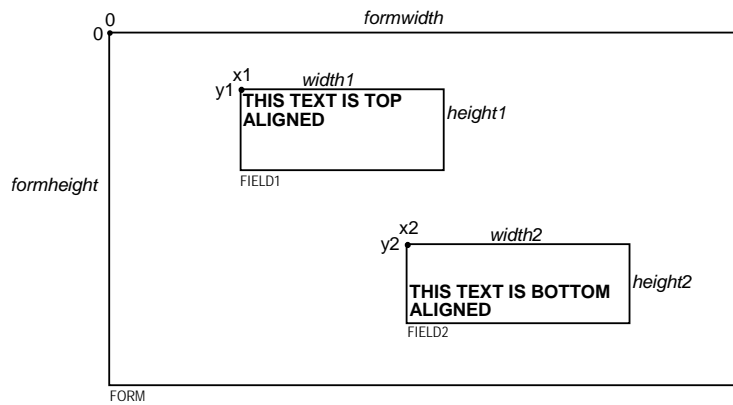 0
formwidth
0
x1
width1
y1
THIS TEXT IS TOP
ALIGNED
height1
formheight
FIELD1
x2
width2
y2
height2
THIS TEXT IS BOTTOM
ALIGNED
FIELD2
FORM